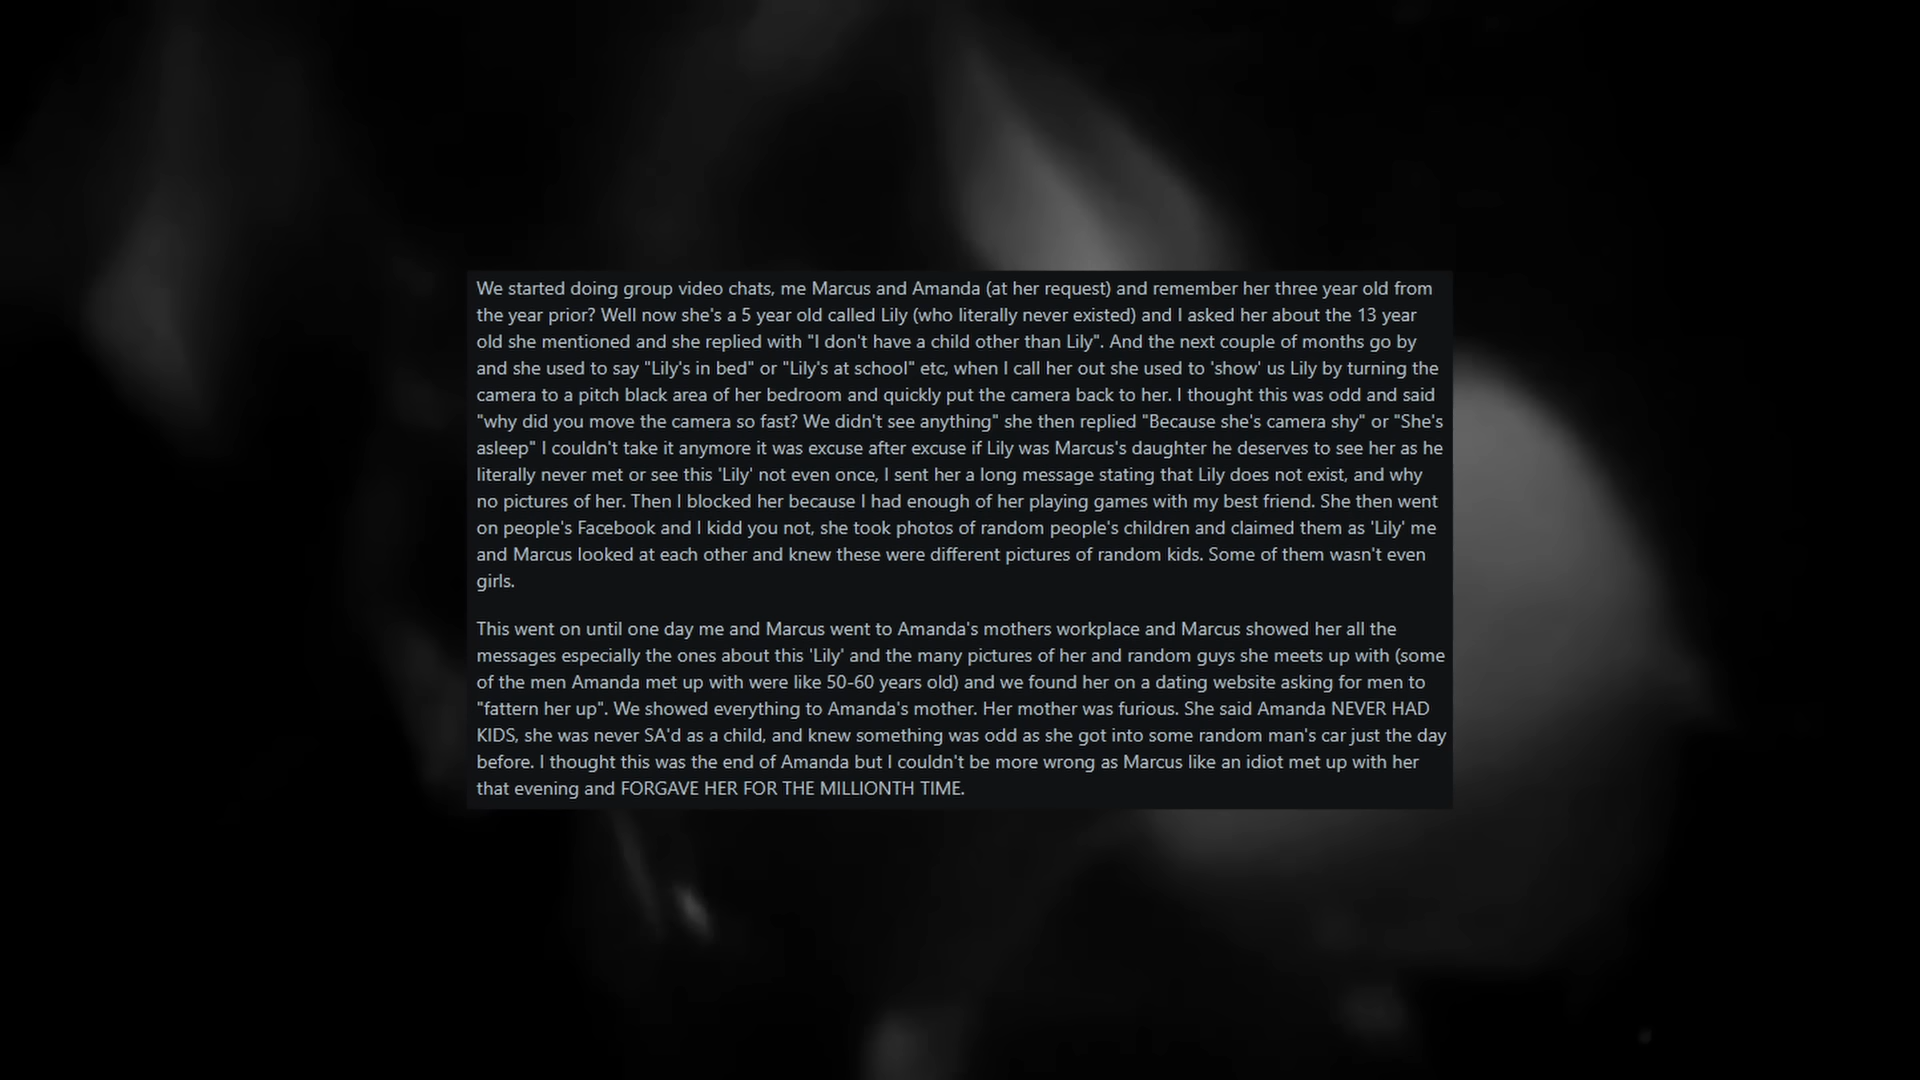 We started doing group video chats, me Marcus and Amanda (at her request) and remember her three year old from
the year prior? Well now she's a 5 year old called Lily (who literally never existed) and I asked her about the 13 year
old she mentioned and she replied with "I don't have a child other than Lily". And the next couple of months go by
and she used to say "Lily's in bed" or "Lily's at school" etc, when I call her out she used to 'show' us Lily by turning the
camera to a pitch black area of her bedroom and quickly put the camera back to her. I thought this was odd and said
"why did you move the camera so fast? We didn't see anything" she then replied "Because she's camera shy" or "She's
asleep" I couldn't take it anymore it was excuse after excuse if Lily was Marcus's daughter he deserves to see her as he
literally never met or see this 'Lily' not even once, I sent her a long message stating that Lily does not exist, and why
no pictures of her. Then I blocked her because I had enough of her playing games with my best friend. She then went
on people's Facebook and I kidd you not, she took photos of random people's children and claimed them as 'Lily' me
and Marcus looked at each other and knew these were different pictures of random kids. Some of them wasn't even
girls.
This went on until one day me and Marcus went to Amanda's mothers workplace and Marcus showed her all the
messages especially the ones about this 'Lily' and the many pictures of her and random guys she meets up with (some
of the men Amanda met up with were like 50-60 years old) and we found her on a dating website asking for men to
"fattern her up". We showed everything to Amanda's mother. Her mother was furious. She said Amanda NEVER HAD
KIDS, she was never SA'd as a child, and knew something was odd as she got into some random man's car just the day
before. I thought this was the end of Amanda but I couldn't be more wrong as Marcus like an idiot met up with her
that evening and FORGAVE HER FOR THE MILLIONTH TIME.